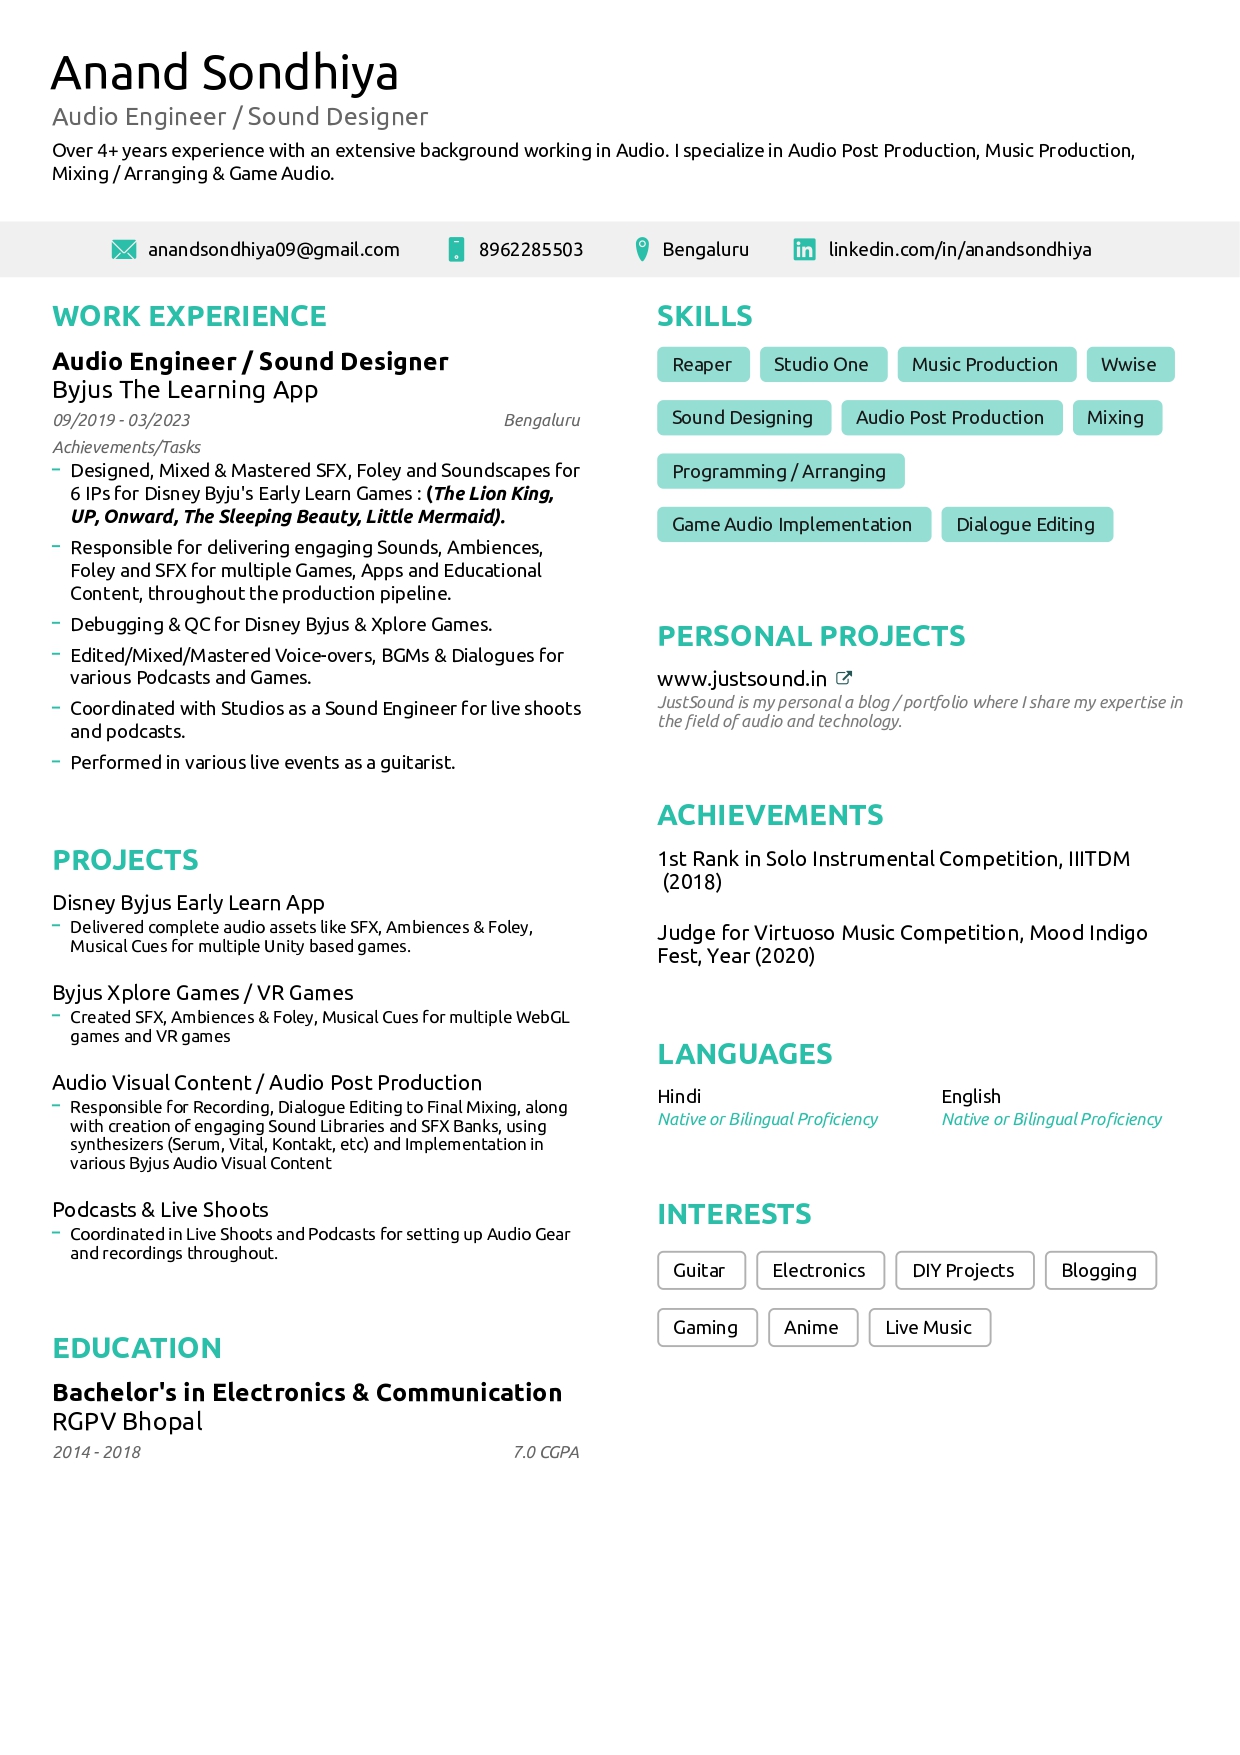 Anand Sondhiya
Audio Engineer / Sound Designer
Over 4+ years experience with an extensive background working in Audio. I specialize in Audio Post Production, Music Production,
Mixing / Arranging & Game Audio.
anandsondhiya09@gmail.com 8962285503 Bengaluru linkedin.com/in/anandsondhiya
WORK EXPERIENCE
Audio Engineer / Sound Designer
Byjus The Learning App
09/2019 - 03/2023 Bengaluru
Achievements/Tasks
– Designed, Mixed & Mastered SFX, Foley and Soundscapes for
6 IPs for Disney Byju's Early Learn Games : (The Lion King,
UP, Onward, The Sleeping Beauty, Little Mermaid).
– Responsible for delivering engaging Sounds, Ambiences,
Foley and SFX for multiple Games, Apps and Educational
Content, throughout the production pipeline.
– Debugging & QC for Disney Byjus & Xplore Games.
– Edited/Mixed/Mastered Voice-overs, BGMs & Dialogues for
various Podcasts and Games.
– Coordinated with Studios as a Sound Engineer for live shoots
and podcasts.
– Performed in various live events as a guitarist.
PROJECTS
Disney Byjus Early Learn App
– Delivered complete audio assets like SFX, Ambiences & Foley,
Musical Cues for multiple Unity based games.
Byjus Xplore Games / VR Games
– Created SFX, Ambiences & Foley, Musical Cues for multiple WebGL
games and VR games
Audio Visual Content / Audio Post Production
– Responsible for Recording, Dialogue Editing to Final Mixing, along
with creation of engaging Sound Libraries and SFX Banks, using
synthesizers (Serum, Vital, Kontakt, etc) and Implementation in
various Byjus Audio Visual Content
Podcasts & Live Shoots
– Coordinated in Live Shoots and Podcasts for setting up Audio Gear
and recordings throughout.
EDUCATION
Bachelor's in Electronics & Communication
RGPV Bhopal
2014 - 2018 7.0 CGPA
SKILLS
Reaper Studio One Music Production Wwise
Sound Designing Audio Post Production Mixing
Programming / Arranging
Game Audio Implementation Dialogue Editing
PERSONAL PROJECTS
www.justsound.in
JustSound is my personal a blog / portfolio where I share my expertise in
the field of audio and technology.
ACHIEVEMENTS
1st Rank in Solo Instrumental Competition, IIITDM
(2018)
Judge for Virtuoso Music Competition, Mood Indigo
Fest, Year (2020)
LANGUAGES
Hindi English
Native or Bilingual Proficiency Native or Bilingual Proficiency
INTERESTS
Guitar Electronics DIY Projects Blogging
Gaming Anime Live Music